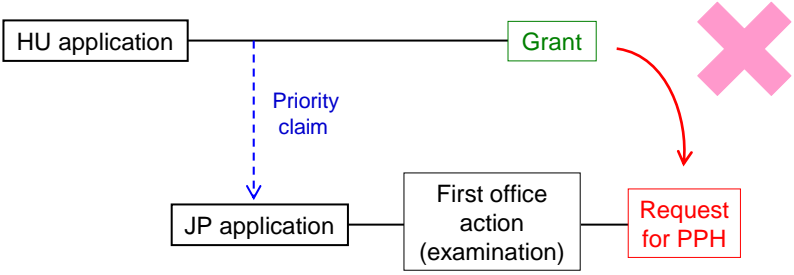 HU application
Grant
Priority
claim
JP application
First office
action
(examination)
Request
for PPH